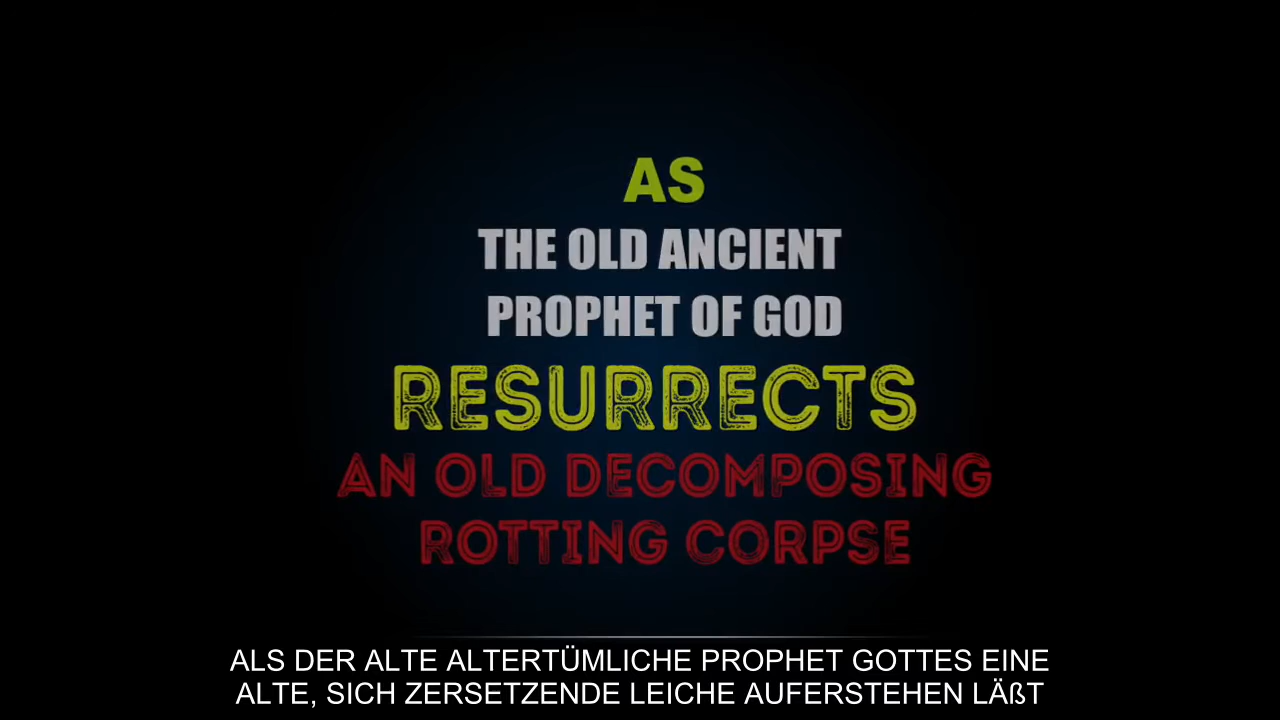 AS
THE OLD ANCIENT
PROPHET OF GOD
RESURRECTS
AN OLD DECOMPOSING
ROTTING CORPSE
ALS DER ALTE ALTERTÜMLICHE PROPHET GOTTES EINE
ALTE, SICH ZERSETZENDE LEICHE AUFERSTEHEN LÄßT